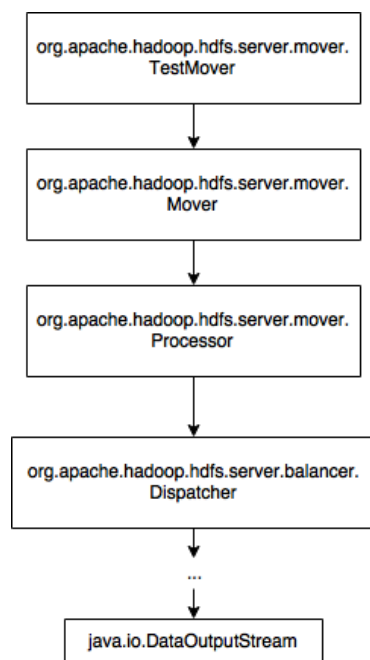 org.apache.hadoop.hdfs.server.mover.
TestMover
org.apache.hadoop.hdfs.server.mover.
Mover
org.apache.hadoop.hdfs.server.mover.
Processor
org.apache.hadoop.hdfs.server.balancer.
Dispatcher
...
java.io.DataOutputStream